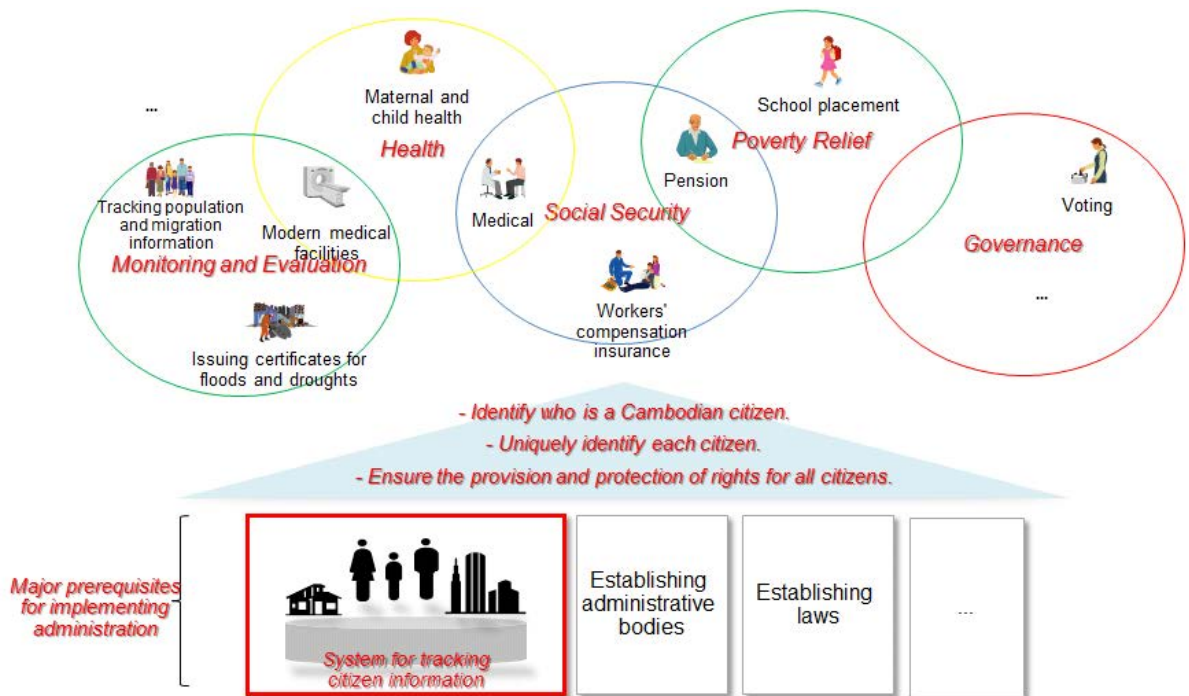 ...
Maternal and
child health
Health
School placement
Poverty Relief
Pension
Voting
Governance
...
Tracking population
and migration
information
Modern medical
facilities
Monitoring and Evaluation
Issuing certificates for
floods and droughts
Medical
Social Security
Workers'
compensation
insurance
- Identify who is a Cambodian citizen.
- Uniquely identify each citizen.
- Ensure the provision and protection of rights for all citizens.
Major prerequisites
for implementing
administration
System for tracking
citizen information
Establishing
administrative
bodies
Establishing
laws
...